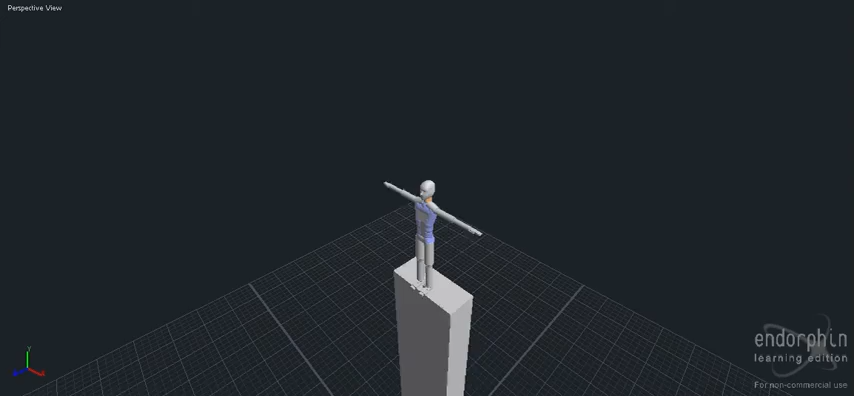 Perspective View
Y
endorphin
learning edition
For non-commercial use